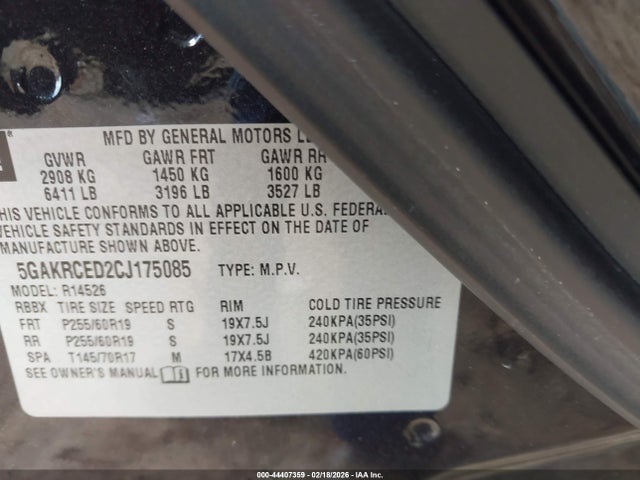 MFD BY GENERAL MOTORS
GVWR GAWR FRT GAWR RR
2908 KG 1450 KG 1600 KG
6411 LB 3196 LB 3527 LB
VEHICLE CONFORMS TO ALL APPLICABLE U.S. FEDERAL
VEHICLE SAFETY STANDARDS IN EFFECT ON THE DATE OF
MANUFACTURE SHOWN ABOVE.
5GAKRCED2CJ175085 TYPE: M.P.V.
MODEL: R14526
RBBX TIRE SIZE SPEED RTG RIM COLD TIRE PRESSURE
FRT P255/60R19 S 19X7.5J 240KPA(35PSI)
RR P255/60R19 S 19X7.5J 240KPA(35PSI)
SPA T145/70R17 M 17X4.5B 420KPA(60PSI)
SEE OWNER'S MANUAL FOR MORE INFORMATION.
000-44407359 - 02/18/2026 - IAA Inc.